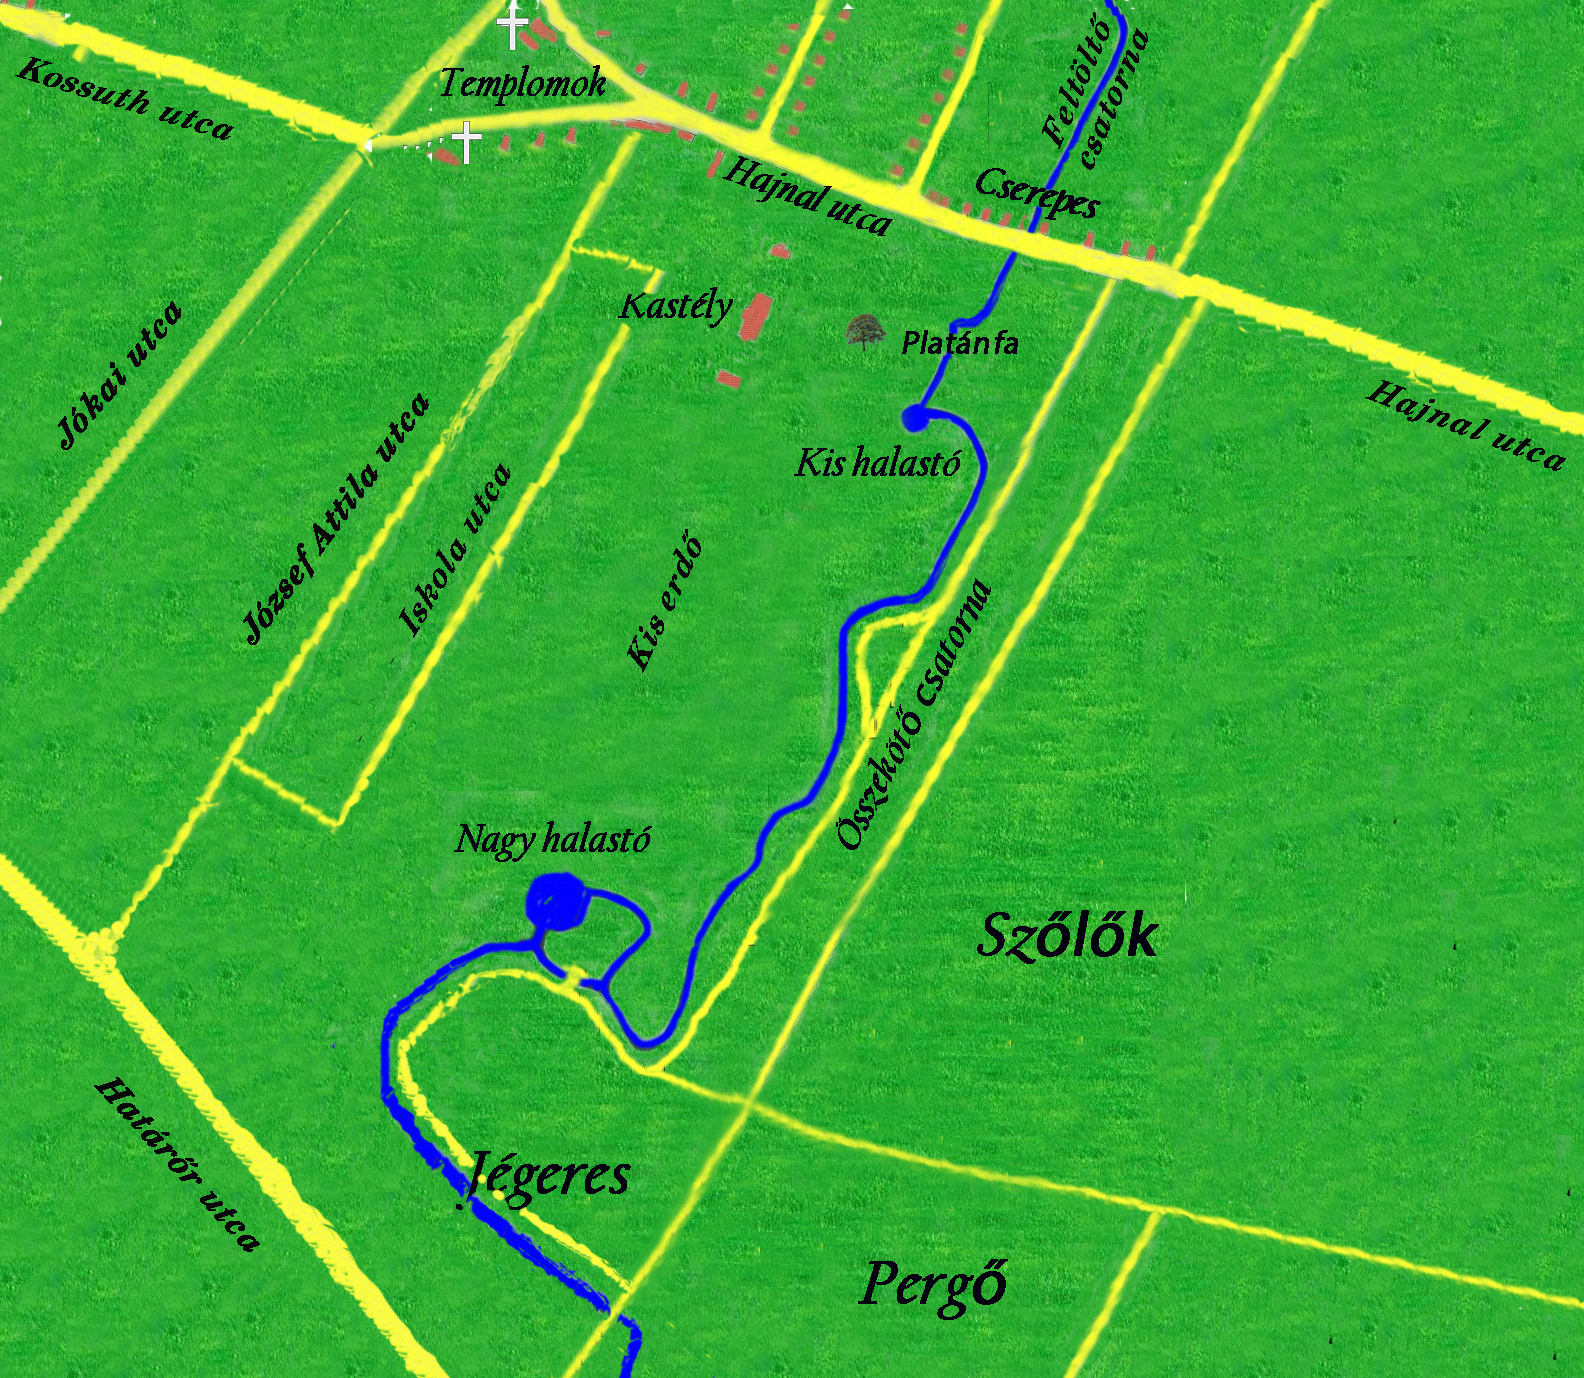 Templomok
Kossuth utca
Feltöltő
csatorna
Hajnal utca
Cserepes
Kastély
Platánfa
Jókai utca
József Attila utca
Iskola utca
Kis halastó
Hajnal utca
Kis erdő
Összekötő csatorna
Nagy halastó
Szőlők
Határőr utca
Jégeres
Pergő